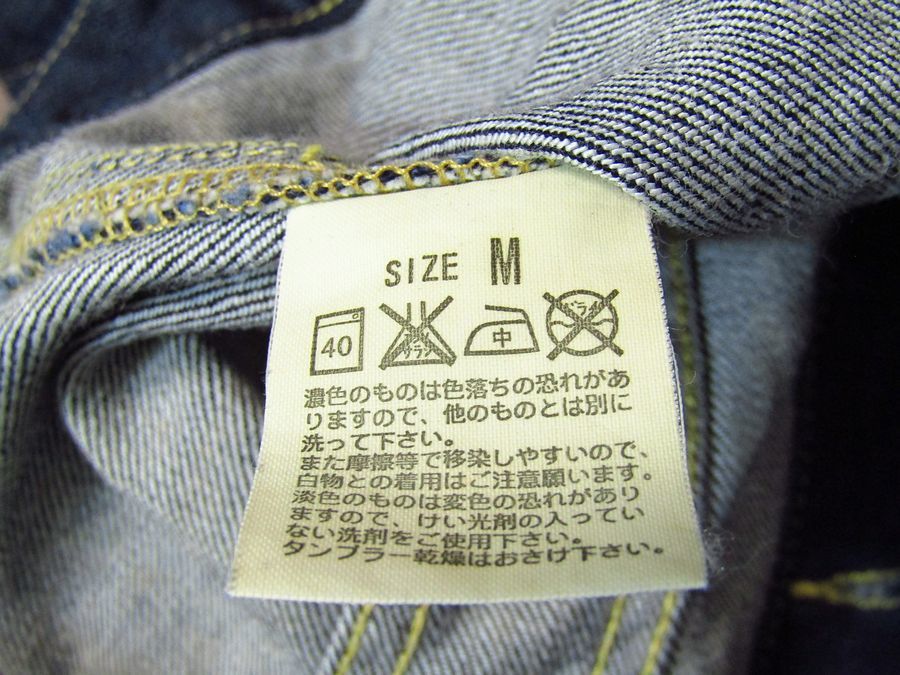 SIZE M
40 サラシ 中 ドライ
濃色のものは色落ちの恐れがあ
りますので、他のものとは別に
洗って下さい。
また摩擦等で移染しやすいので、
白物との着用はご注意願います。
淡色のものは変色の恐れがあり
ますので、けい光剤の入ってい
ない洗剤をご使用下さい。
タンブラー乾燥はおさけ下さい。